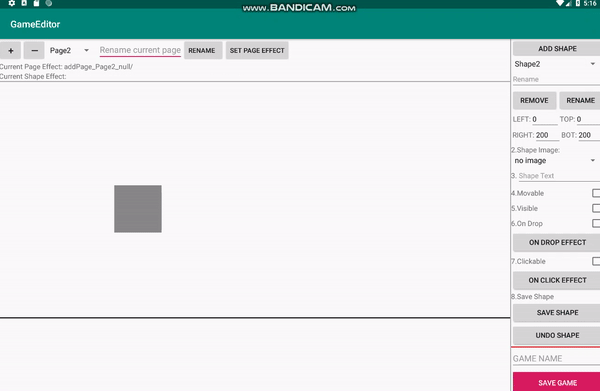 www.BANDICAM.com
5:16
GameEditor
+
–
Page2
Rename current page
RENAME
SET PAGE EFFECT
Current Page Effect: addPage_Page2_null/
Current Shape Effect:
ADD SHAPE
Shape2
Rename
REMOVE
RENAME
LEFT: 0 TOP: 0
RIGHT: 200 BOT: 200
2.Shape Image:
no image
3. Shape Text
4.Movable
5.Visible
6.On Drop
ON DROP EFFECT
7.Clickable
ON CLICK EFFECT
8.Save Shape
SAVE SHAPE
UNDO SHAPE
GAME NAME
SAVE GAME